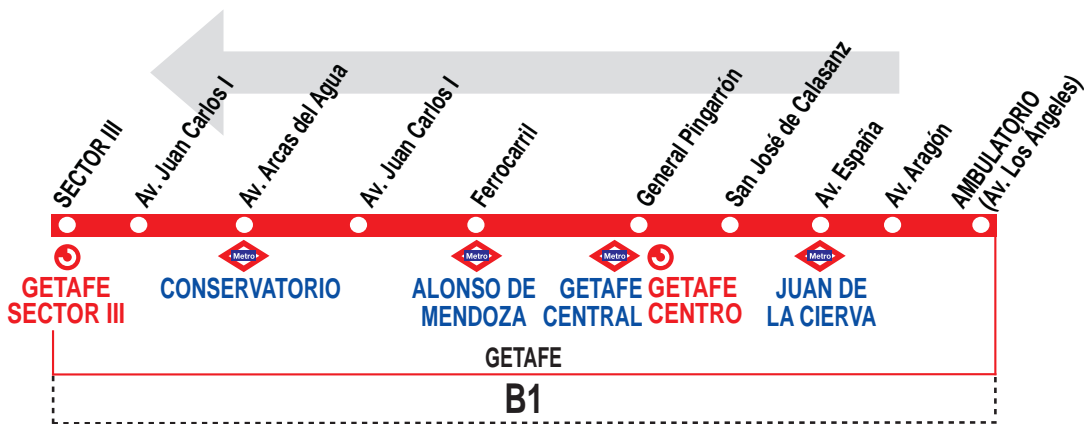 SECTOR III
Av. Juan Carlos I
Av. Arcas del Agua
Av. Juan Carlos I
Ferrocarril
General Pingarrón
San José de Calasanz
Av. España
Av. Aragón
AMBULATORIO
(Av. Los Ángeles)
Metro
Metro
Metro
Metro
GETAFE
SECTOR III
CONSERVATORIO
ALONSO DE
MENDOZA
GETAFE
CENTRAL
GETAFE
CENTRO
JUAN DE
LA CIERVA
GETAFE
B1